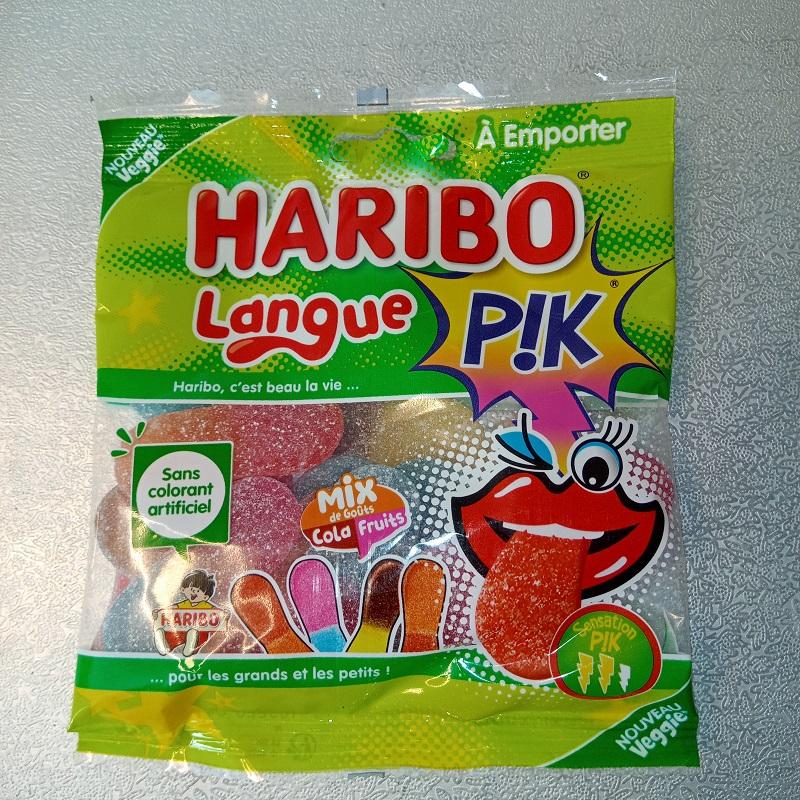 NOUVEAU
Veggie
À Emporter
HARIBO®
Langue
P!K®
Haribo, c'est beau la vie ...
Sans
colorant
artificiel
Mix
de Goûts
Cola Fruits
HARIBO
Sensation
P!K
... pour les grands et les petits !
NOUVEAU
Veggie